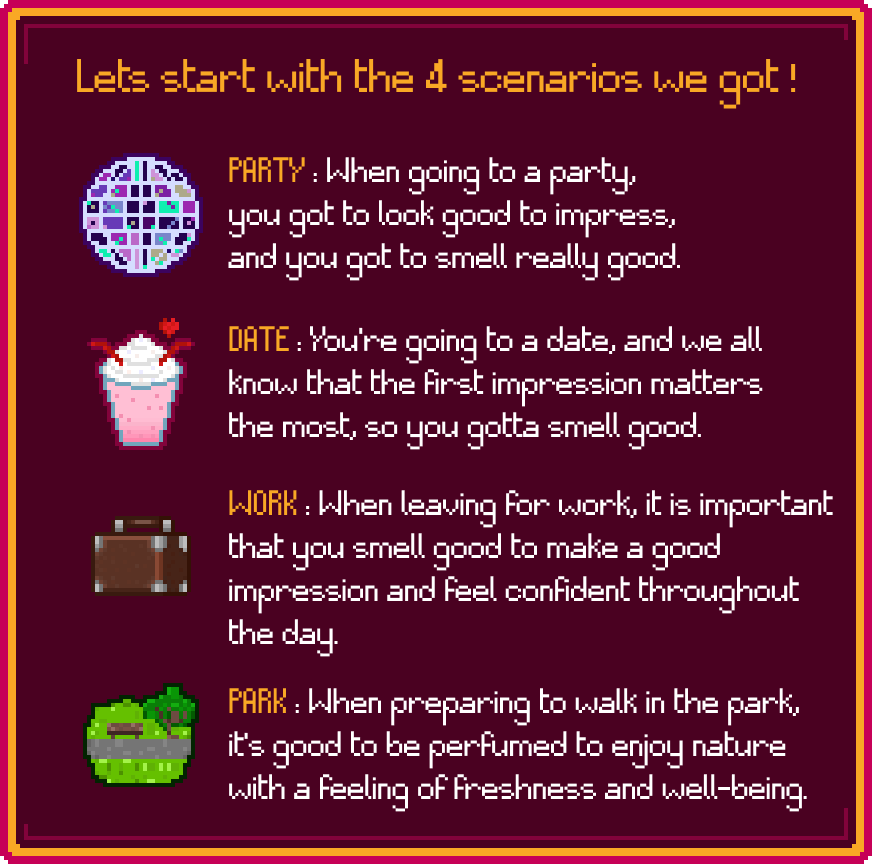 Lets start with the 4 scenarios we got !
PARTY : When going to a party,
you got to look good to impress,
and you got to smell really good.
DATE : You're going to a date, and we all
know that the first impression matters
the most, so you gotta smell good.
WORK : When leaving for work, it is important
that you smell good to make a good
impression and feel confident throughout
the day.
PARK : When preparing to walk in the park,
it's good to be perfumed to enjoy nature
with a feeling of freshness and well-being.